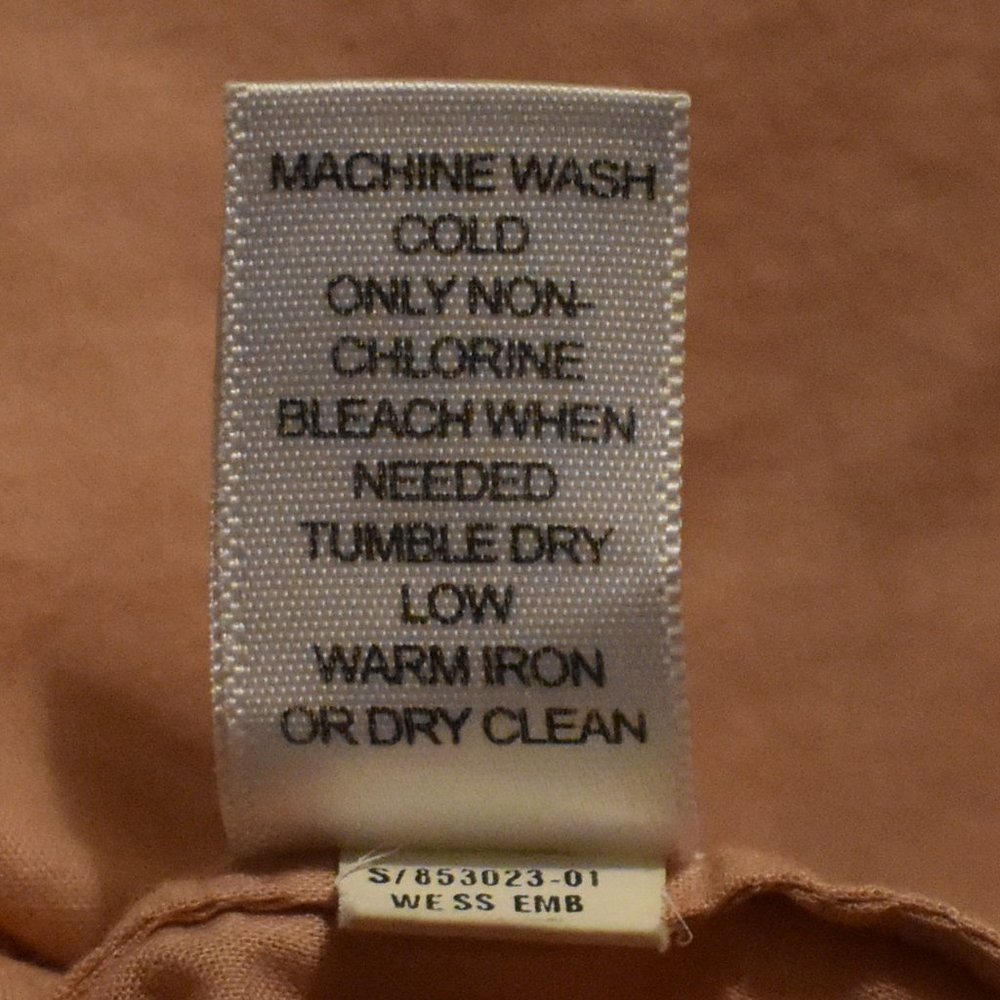 MACHINE WASH
COLD
ONLY NON-
CHLORINE
BLEACH WHEN
NEEDED
TUMBLE DRY
LOW
WARM IRON
OR DRY CLEAN
S/853023-01
WE SS EMB